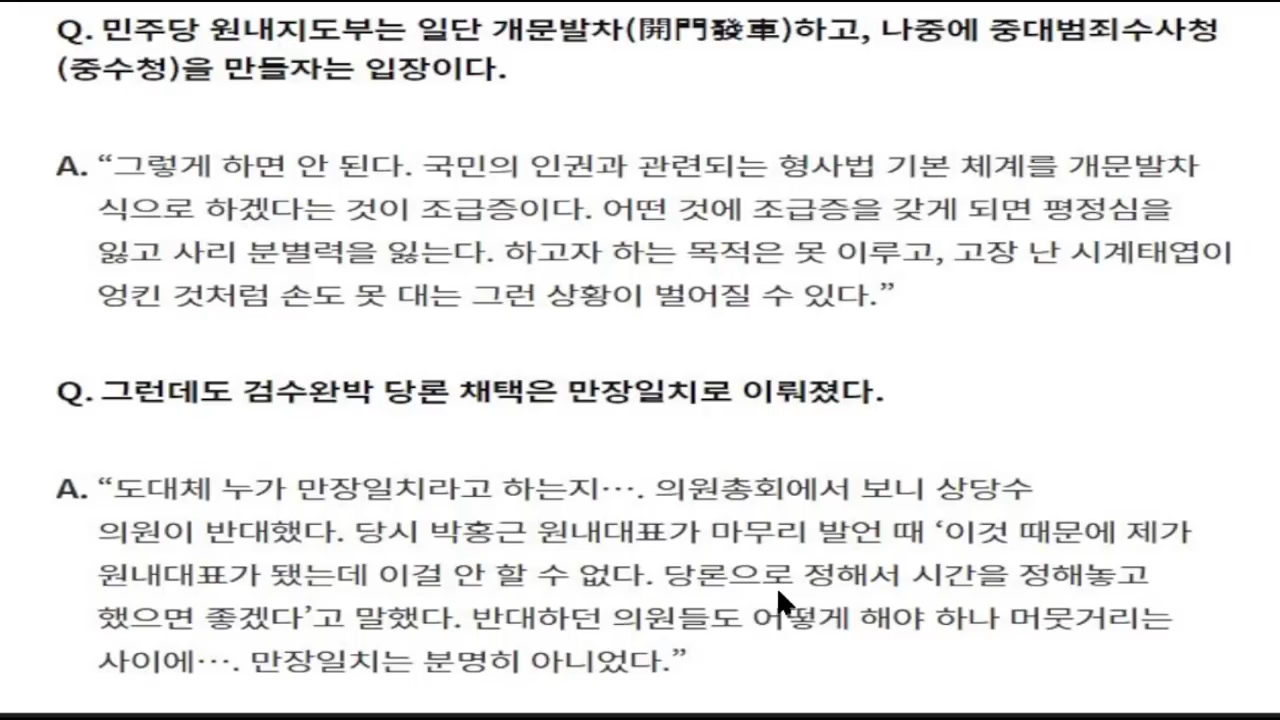 Q. 민주당 원내지도부는 일단 개문발차(開門發車)하고, 나중에 중대범죄수사청
(중수청)을 만들자는 입장이다.
A. “그렇게 하면 안 된다. 국민의 인권과 관련되는 형사법 기본 체계를 개문발차
식으로 하겠다는 것이 조급증이다. 어떤 것에 조급증을 갖게 되면 평정심을
잃고 사리 분별력을 잃는다. 하고자 하는 목적은 못 이루고, 고장 난 시계태엽이
엉킨 것처럼 손도 못 대는 그런 상황이 벌어질 수 있다.”
Q. 그런데도 검수완박 당론 채택은 만장일치로 이뤄졌다.
A. “도대체 누가 만장일치라고 하는지…. 의원총회에서 보니 상당수
의원이 반대했다. 당시 박홍근 원내대표가 마무리 발언 때 ‘이것 때문에 제가
원내대표가 됐는데 이걸 안 할 수 없다. 당론으로 정해서 시간을 정해놓고
했으면 좋겠다’고 말했다. 반대하던 의원들도 어떻게 해야 하나 머뭇거리는
사이에…. 만장일치는 분명히 아니었다.”